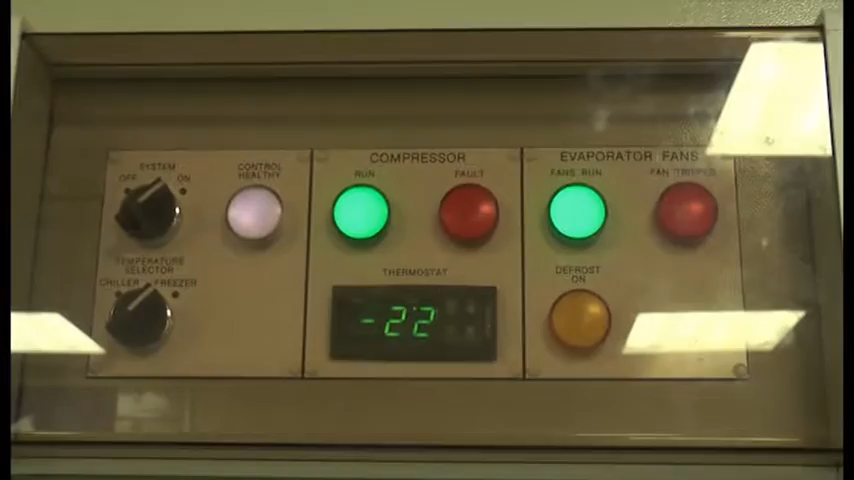 SYSTEM
OFF ON
CONTROL
HEALTHY
TEMPERATURE
SELECTOR
CHILLER FREEZER
COMPRESSOR
RUN FAULT
THERMOSTAT
-22
EVAPORATOR FANS
FANS RUN FAN TRIPPED
DEFROST
ON